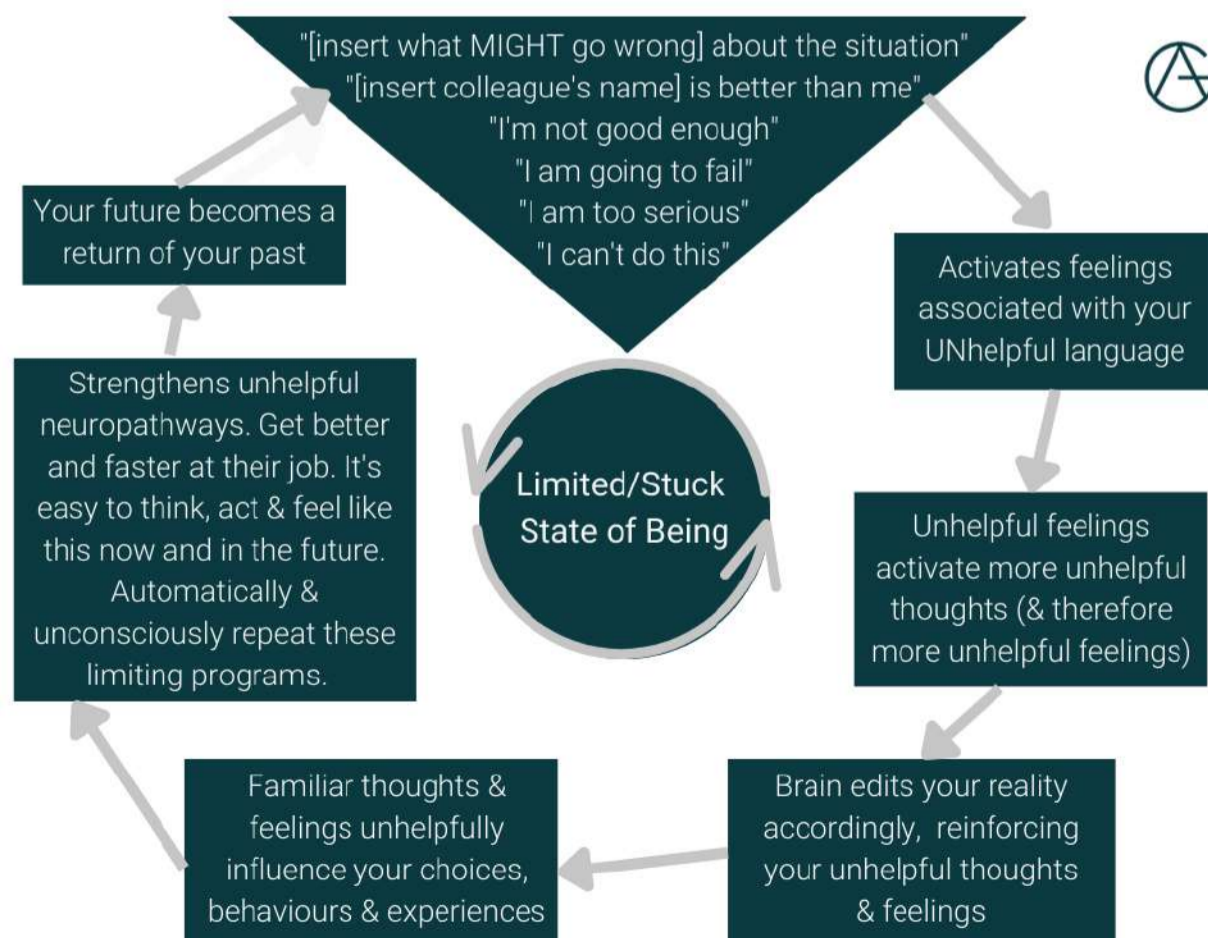 "[insert what MIGHT go wrong] about the situation"
"[insert colleague's name] is better than me"
"I'm not good enough"
"I am going to fail"
"I am too serious"
"I can't do this"
Activates feelings
associated with your
UNhelpful language
Unhelpful feelings
activate more unhelpful
thoughts (& therefore
more unhelpful feelings)
Brain edits your reality
accordingly, reinforcing
your unhelpful thoughts
& feelings
Familiar thoughts &
feelings unhelpfully
influence your choices,
behaviours & experiences
Strengthens unhelpful
neuropathways. Get better
and faster at their job. It's
easy to think, act & feel like
this now and in the future.
Automatically &
unconsciously repeat these
limiting programs.
Your future becomes a
return of your past
Limited/Stuck
State of Being